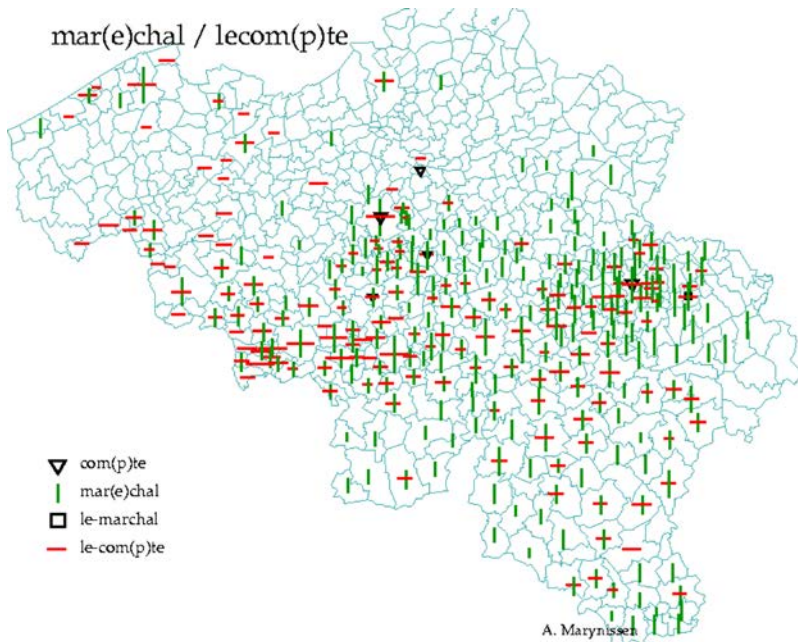 mar(e)chal / lecom(p)te
com(p)te
mar(e)chal
le-marchal
le-com(p)te
A. Marynissen